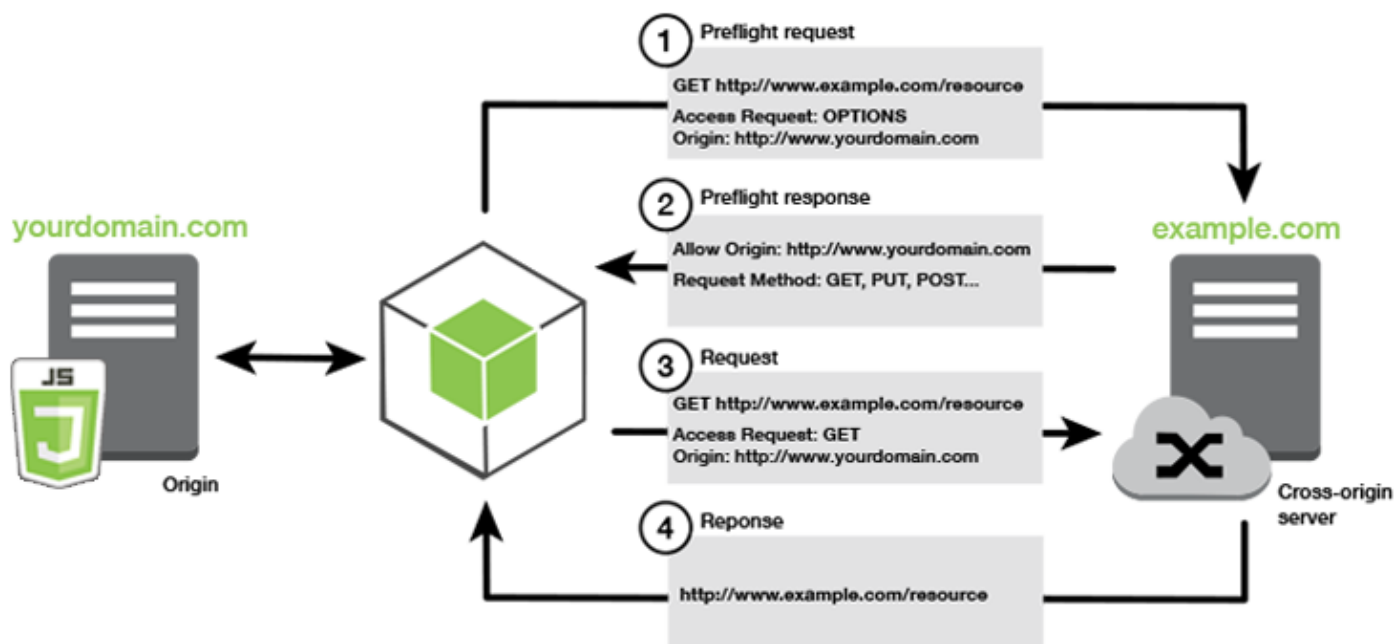 1 Preflight request
GET http://www.example.com/resource
Access Request: OPTIONS
Origin: http://www.yourdomain.com
2 Preflight response
yourdomain.com
example.com
Allow Origin: http://www.yourdomain.com
Request Method: GET, PUT, POST...
3 Request
JS
GET http://www.example.com/resource
Access Request: GET
Origin: http://www.yourdomain.com
Origin
Cross-origin
server
4 Reponse
http://www.example.com/resource